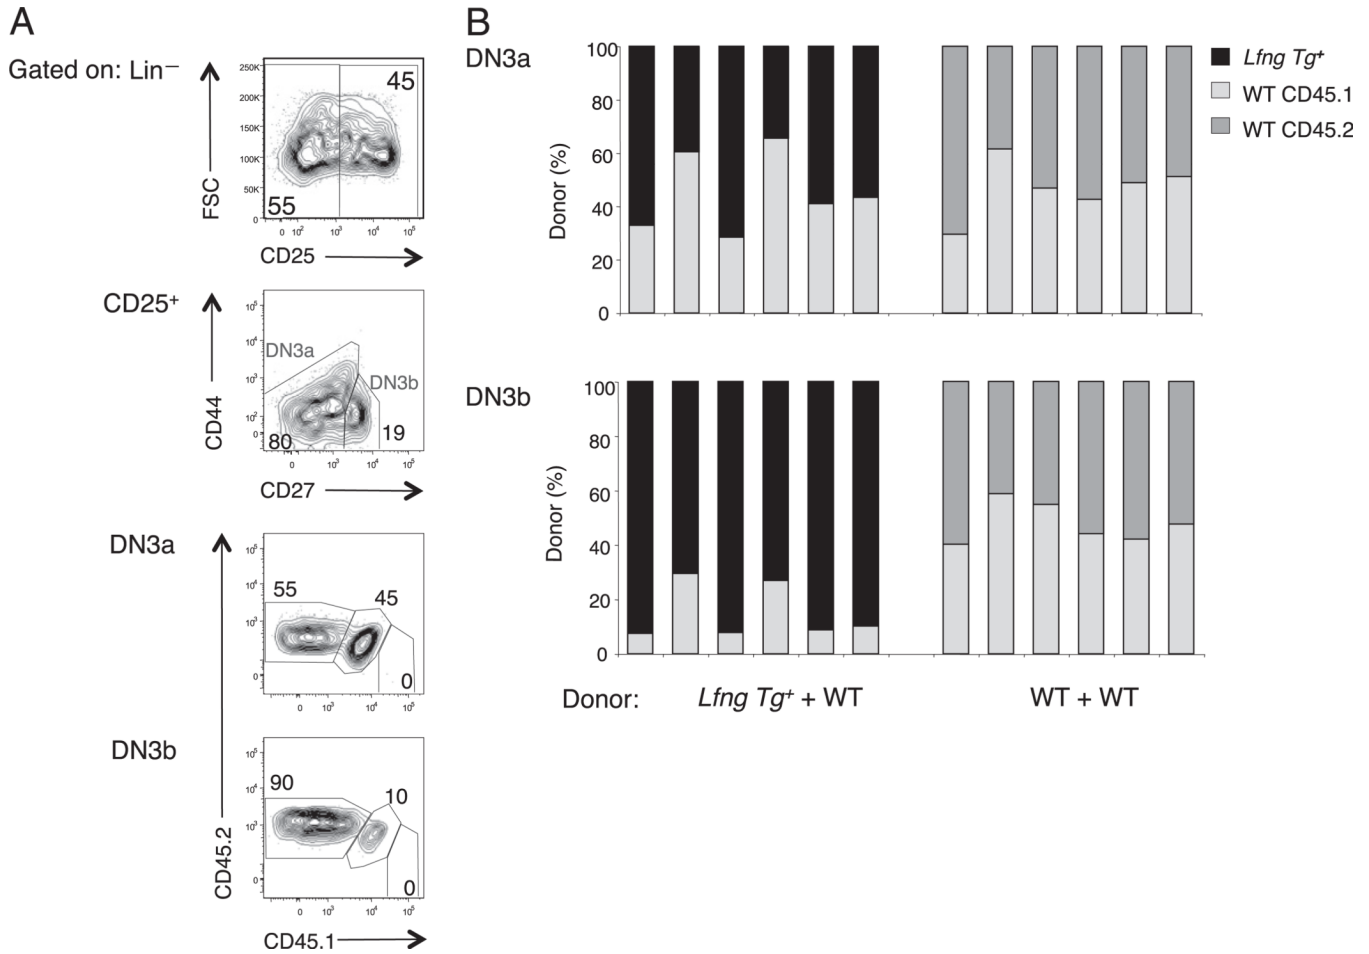 A
Gated on: Lin—
250K
200K
150K
100K
50K
0
FSC
45
55
0 10² 10³ 10⁴ 10⁵
CD25
CD25⁺
10⁵
10⁴
10³
10²
0
CD44
DN3a
DN3b
80
19
0 10³ 10⁴ 10⁵
CD27
DN3a
10⁵
10⁴
10³
0
55
45
0
0 10³ 10⁴ 10⁵
DN3b
10⁵
10⁴
10³
0
90
10
0
0 10³ 10⁴ 10⁵
CD45.2
CD45.1
B
DN3a
100
80
60
40
20
0
Donor (%)
Lfng Tg⁺
WT CD45.1
WT CD45.2
DN3b
100
80
60
40
20
0
Donor (%)
Donor: Lfng Tg⁺ + WT WT + WT